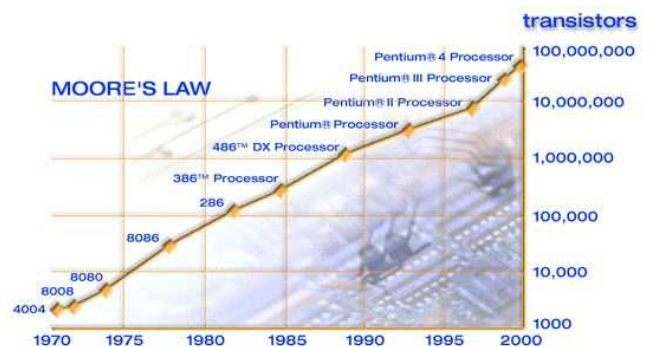 transistors
MOORE'S LAW
Pentium® 4 Processor
100,000,000
Pentium® III Processor
Pentium® II Processor
10,000,000
Pentium® Processor
486™ DX Processor
1,000,000
386™ Processor
286
100,000
8086
8080
10,000
8008
4004
1000
1970 1975 1980 1985 1990 1995 2000